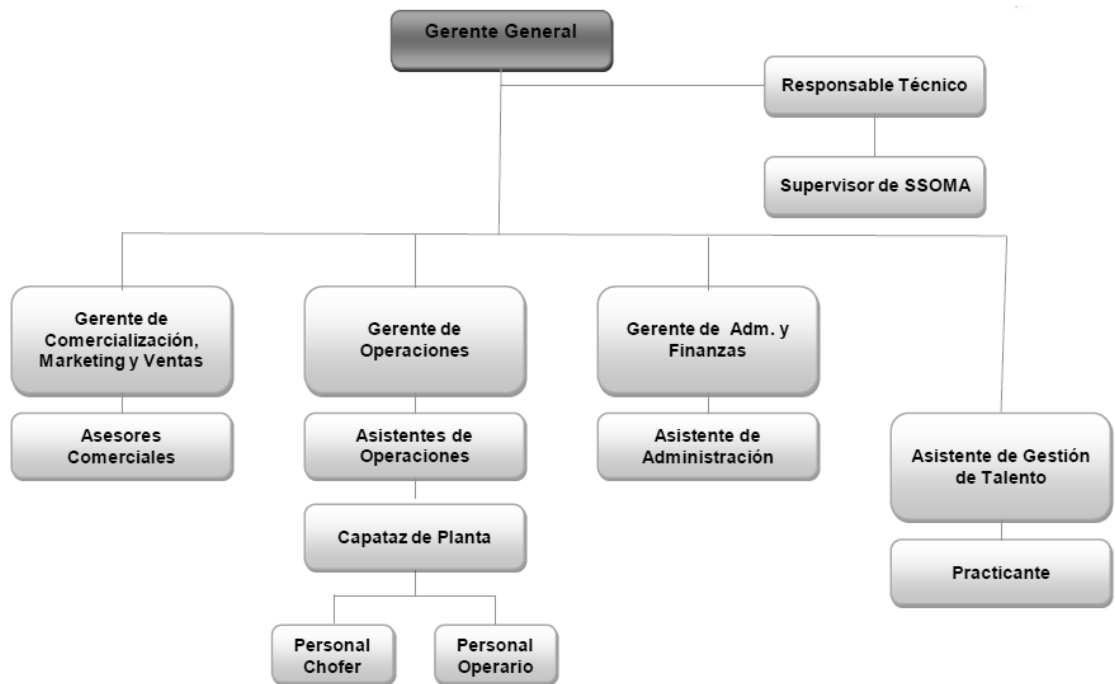 Gerente General
Responsable Técnico
Supervisor de SSOMA
Gerente de
Comercialización,
Marketing y Ventas
Gerente de
Operaciones
Gerente de Adm. y
Finanzas
Asesores
Comerciales
Asistentes de
Operaciones
Asistente de
Administración
Asistente de Gestión
de Talento
Capataz de Planta
Practicante
Personal
Chofer
Personal
Operario